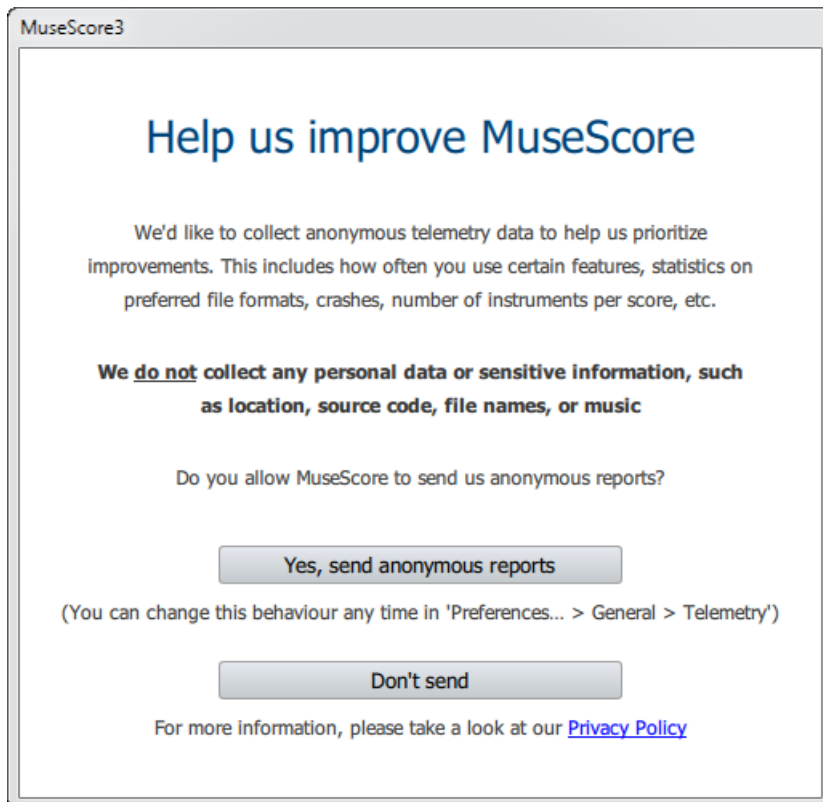 MuseScore3
Help us improve MuseScore
We'd like to collect anonymous telemetry data to help us prioritize
improvements. This includes how often you use certain features, statistics on
preferred file formats, crashes, number of instruments per score, etc.
We do not collect any personal data or sensitive information, such
as location, source code, file names, or music
Do you allow MuseScore to send us anonymous reports?
Yes, send anonymous reports
(You can change this behaviour any time in 'Preferences... > General > Telemetry')
Don't send
For more information, please take a look at our Privacy Policy